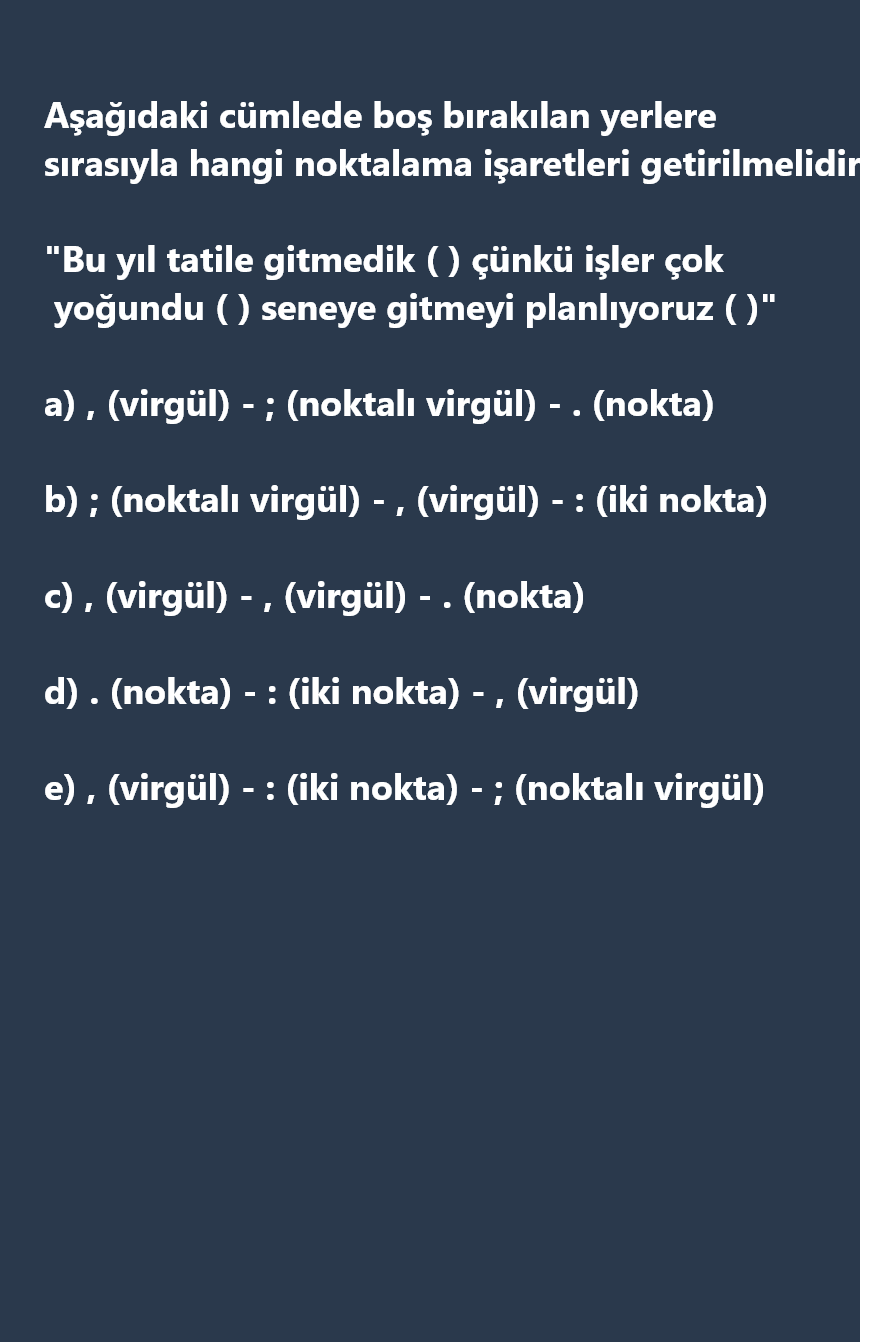 Aşağıdaki cümlede boş bırakılan yerlere
sırasıyla hangi noktalama işaretleri getirilmelidir
"Bu yıl tatile gitmedik ( ) çünkü işler çok
yoğundu ( ) seneye gitmeyi planlıyoruz ( )"
a) , (virgül) - ; (noktalı virgül) - . (nokta)
b) ; (noktalı virgül) - , (virgül) - : (iki nokta)
c) , (virgül) - , (virgül) - . (nokta)
d) . (nokta) - : (iki nokta) - , (virgül)
e) , (virgül) - : (iki nokta) - ; (noktalı virgül)